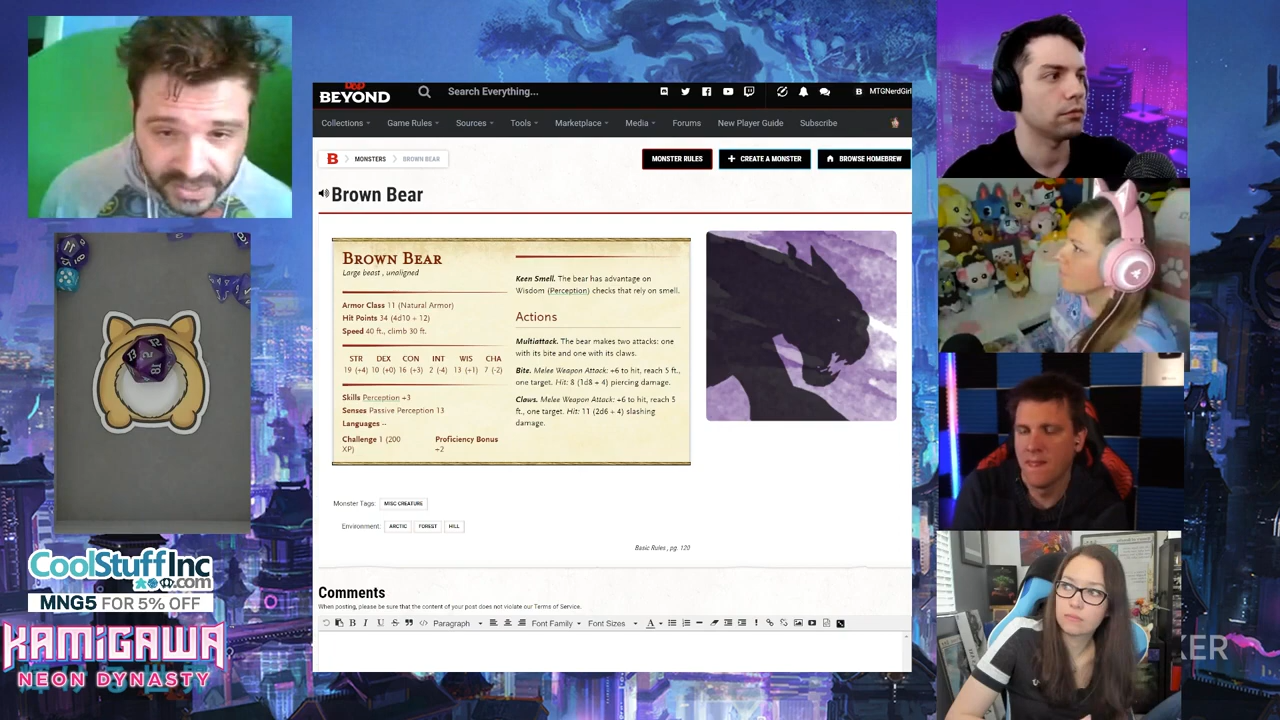 D&D
BEYOND
Search Everything...
MTGNerdGirl
Collections
Game Rules
Sources
Tools
Marketplace
Media
Forums
New Player Guide
Subscribe
MONSTERS
BROWN BEAR
MONSTER RULES
CREATE A MONSTER
BROWSE HOMEBREW
Brown Bear
BROWN BEAR
Large beast , unaligned
Armor Class 11 (Natural Armor)
Hit Points 34 (4d10 + 12)
Speed 40 ft., climb 30 ft.
STR DEX CON INT WIS CHA
19 (+4) 10 (+0) 16 (+3) 2 (-4) 13 (+1) 7 (-2)
Skills Perception +3
Senses Passive Perception 13
Languages --
Challenge 1 (200
XP)
Proficiency Bonus
+2
Keen Smell. The bear has advantage on
Wisdom (Perception) checks that rely on smell.
Actions
Multiattack. The bear makes two attacks: one
with its bite and one with its claws.
Bite. Melee Weapon Attack: +6 to hit, reach 5 ft.,
one target. Hit: 8 (1d8 + 4) piercing damage.
Claws. Melee Weapon Attack: +6 to hit, reach 5
ft., one target. Hit: 11 (2d6 + 4) slashing
damage.
Monster Tags: MISC CREATURE
Environment: ARCTIC FOREST HILL
Basic Rules , pg. 120
Comments
When posting, please be sure that the content of your post does not violate our Terms of Service.
Paragraph
Font Family
Font Sizes
CoolStuffInc
.com
MNG5 FOR 5% OFF
KAMIGAWA
NEON DYNASTY
KER